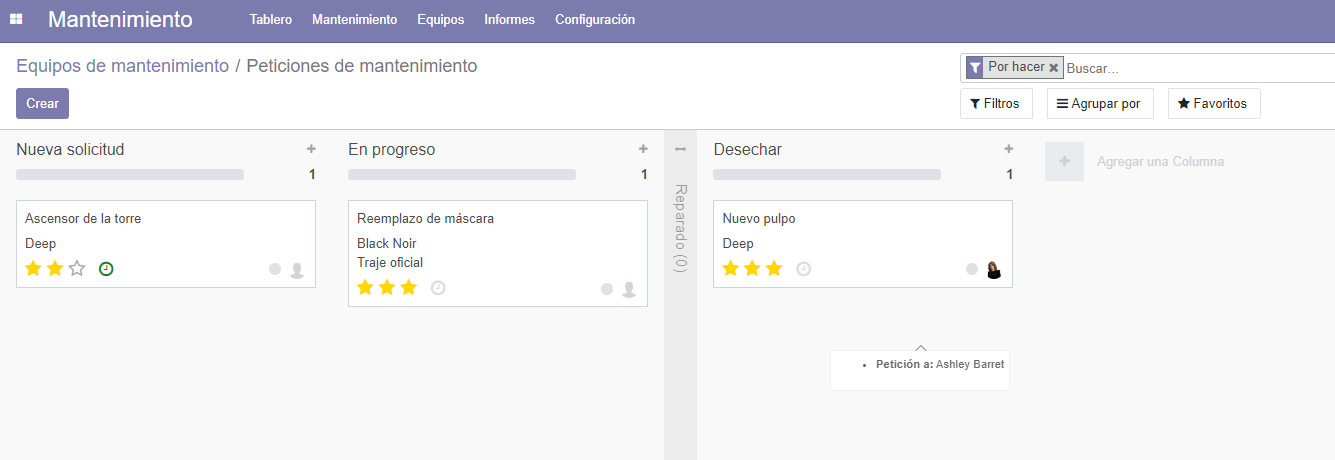 Mantenimiento
Tablero Mantenimiento Equipos Informes Configuración
Equipos de mantenimiento / Peticiones de mantenimiento
Por hacer Buscar...
Crear
Filtros Agrupar por Favoritos
Nueva solicitud
1
Ascensor de la torre
Deep
En progreso
1
Reemplazo de máscara
Black Noir
Traje oficial
Reparado (0)
Desechar
1
Nuevo pulpo
Deep
Petición a: Ashley Barret
Agregar una Columna